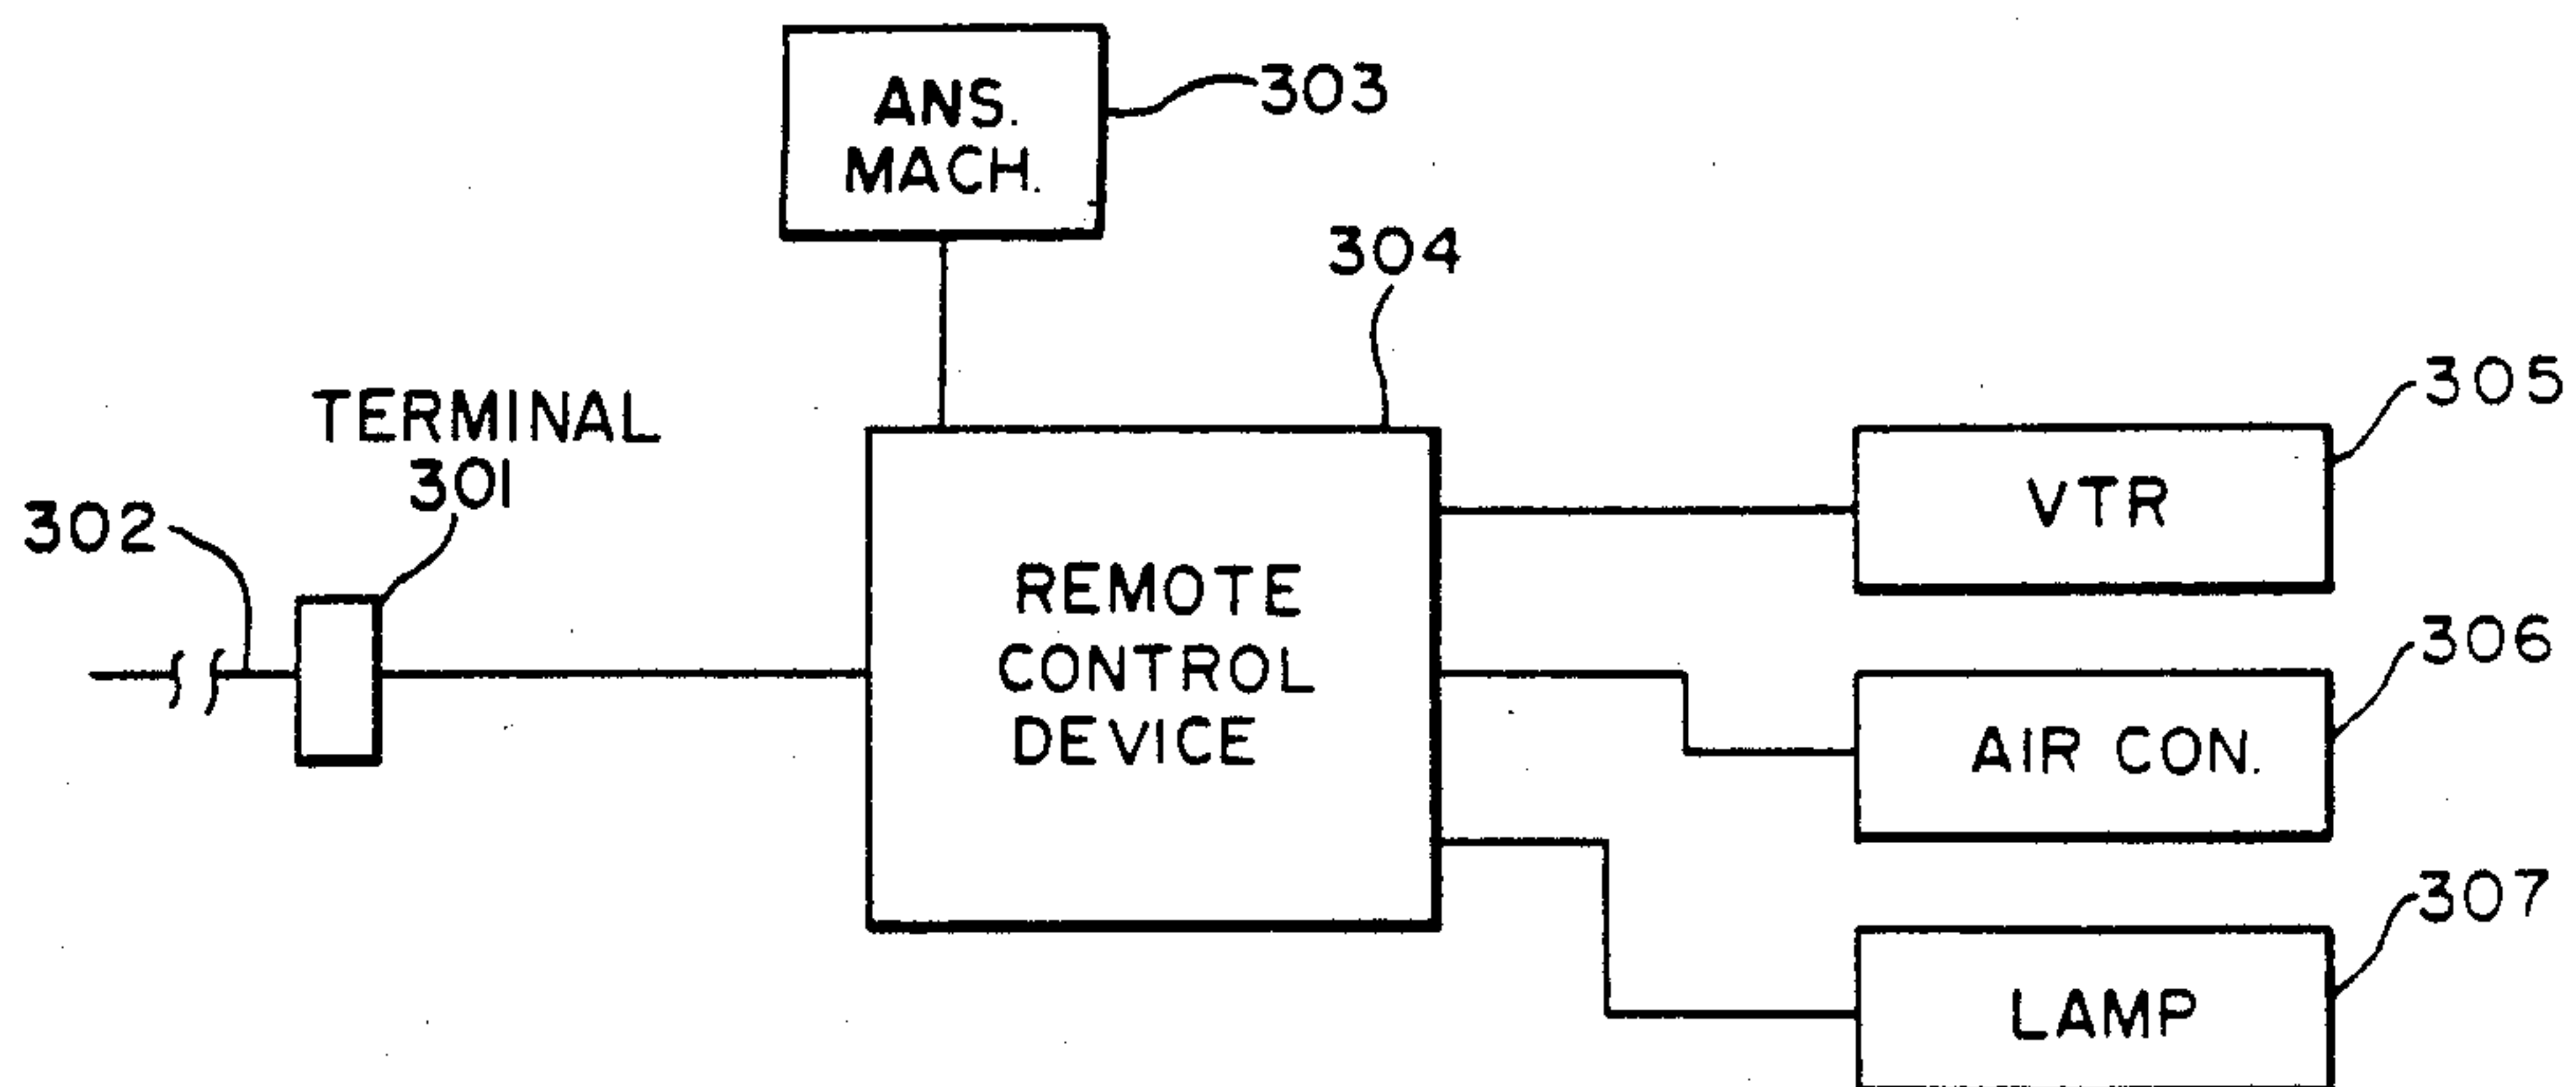 ANS.
MACH.
303
304
TERMINAL
301
302
REMOTE
CONTROL
DEVICE
305
VTR
306
AIR CON.
307
LAMP